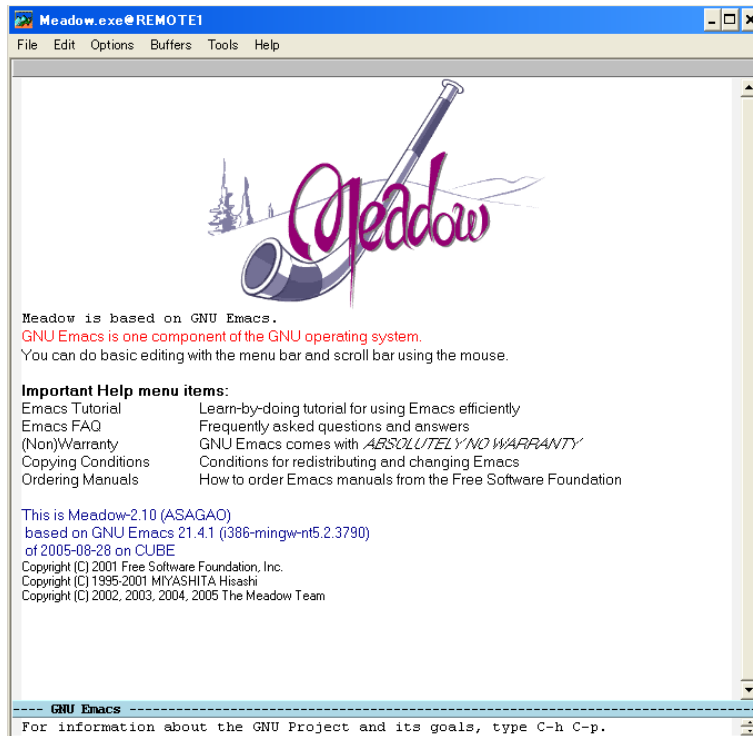 Meadow.exe@REMOTE1
File Edit Options Buffers Tools Help
Meadow
Meadow is based on GNU Emacs.
GNU Emacs is one component of the GNU operating system.
You can do basic editing with the menu bar and scroll bar using the mouse.
Important Help menu items:
Emacs Tutorial Learn-by-doing tutorial for using Emacs efficiently
Emacs FAQ Frequently asked questions and answers
(Non)Warranty GNU Emacs comes with ABSOLUTELY NO WARRANTY
Copying Conditions Conditions for redistributing and changing Emacs
Ordering Manuals How to order Emacs manuals from the Free Software Foundation
This is Meadow-2.10 (ASAGAO)
based on GNU Emacs 21.4.1 (i386-mingw-nt5.2.3790)
of 2005-08-28 on CUBE
Copyright (C) 2001 Free Software Foundation, Inc.
Copyright (C) 1995-2001 MIYASHITA Hisashi
Copyright (C) 2002, 2003, 2004, 2005 The Meadow Team
---- GNU Emacs ----
For information about the GNU Project and its goals, type C-h C-p.